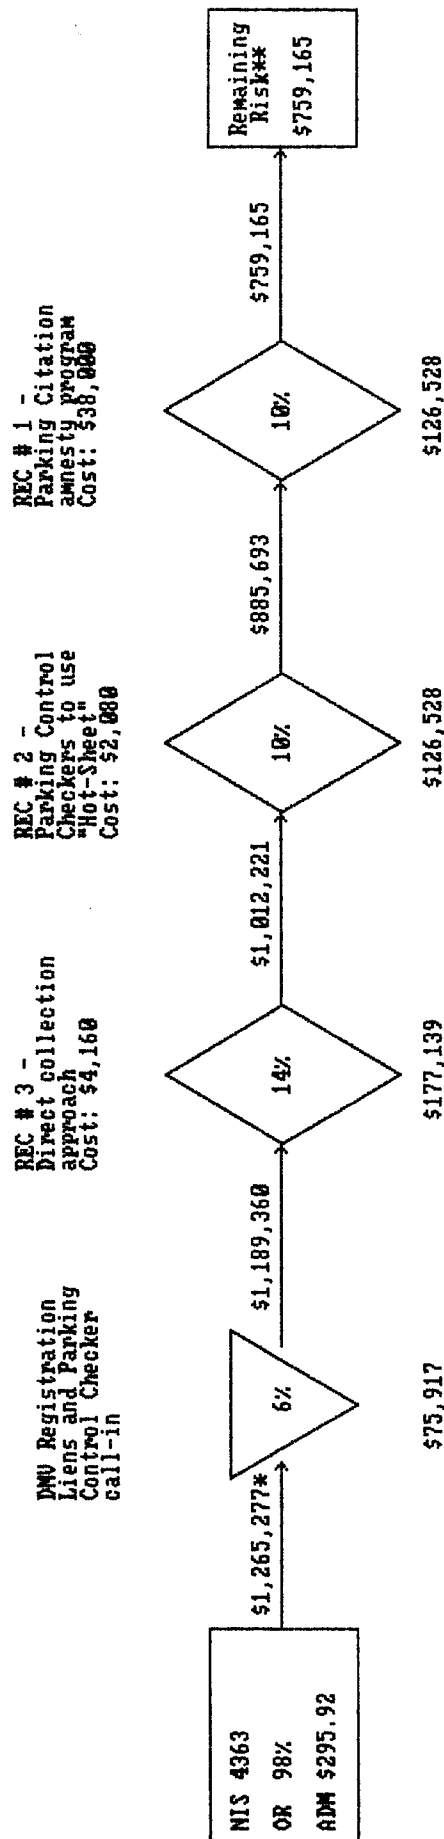 NIS 4363
OR 98%
ADM $295.92
$1,265,277*
DMV Registration
Liens and Parking
Control Checker
call-in
6%
$75,917
$1,189,360
REC # 3 -
Direct collection
approach
Cost: $4,160
14%
$177,139
$1,012,221
REC # 2 -
Parking Control
Checkers to use
"Hot-Sheet"
Cost: $2,080
10%
$126,528
$885,693
REC # 1 -
Parking Citation
amnesty program
Cost: $38,000
10%
$126,528
$759,165
Remaining
Risk**
$759,165